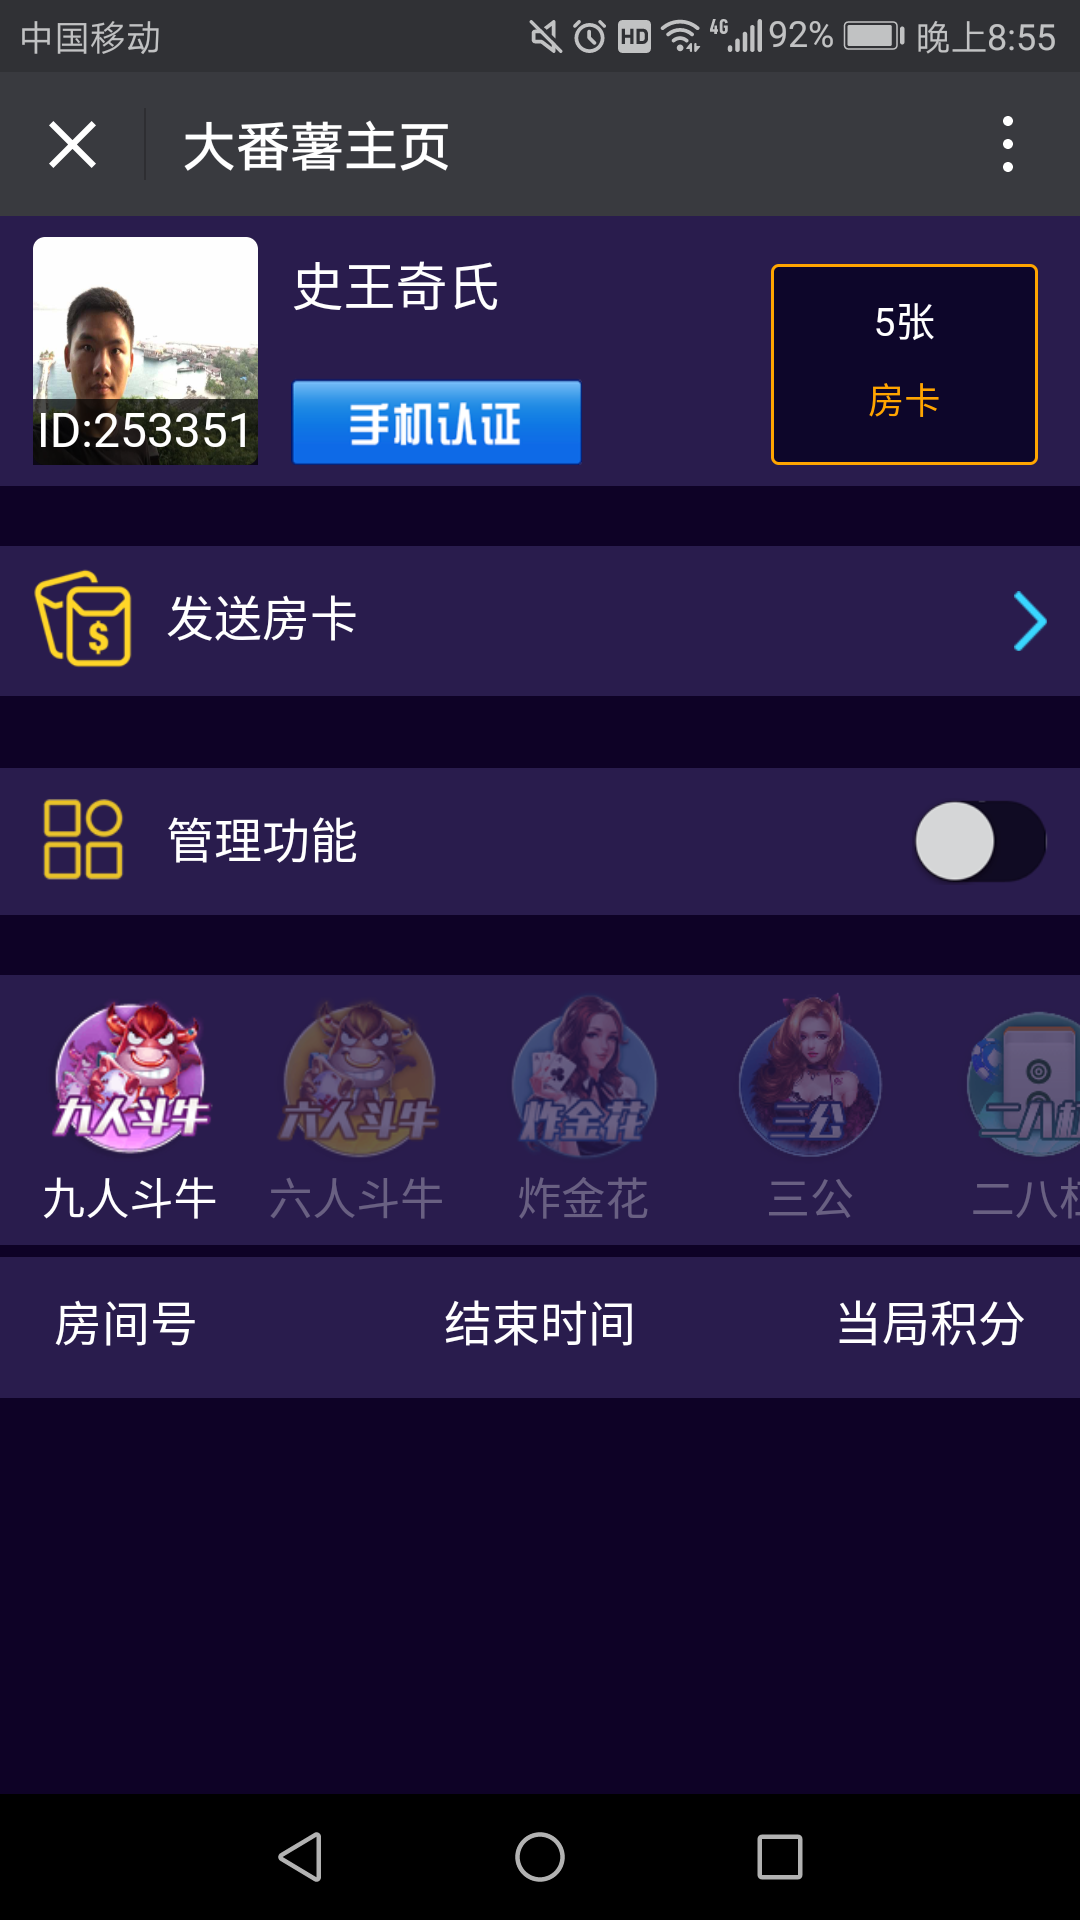 中国移动 HD 4G 92% 晚上8:55
大番薯主页
史王奇氏
ID:253351
手机认证
5张
房卡
发送房卡
管理功能
九人斗牛 六人斗牛 炸金花 三公 二八杠
九人斗牛 六人斗牛 炸金花 三公 二八杠
房间号 结束时间 当局积分